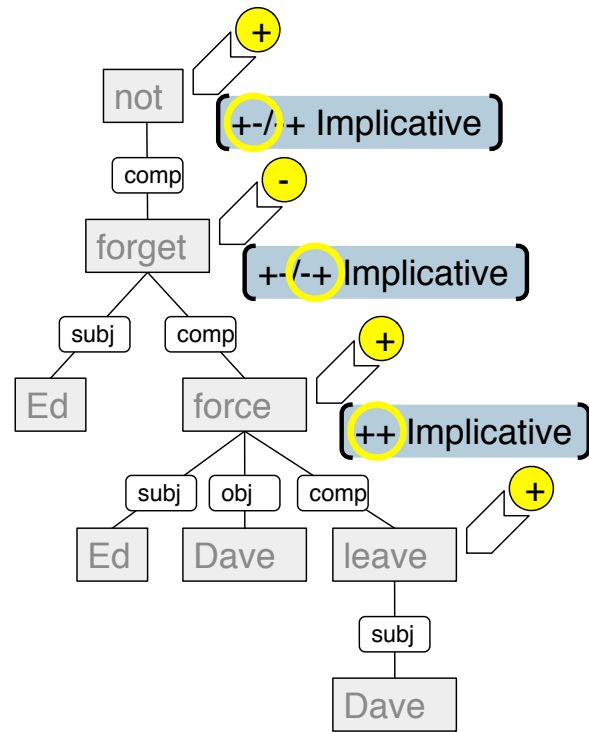 +
not
+-/-+ Implicative
comp
-
forget
+-/-+ Implicative
subj
comp
+
Ed
force
++ Implicative
subj
obj
comp
+
Ed
Dave
leave
subj
Dave